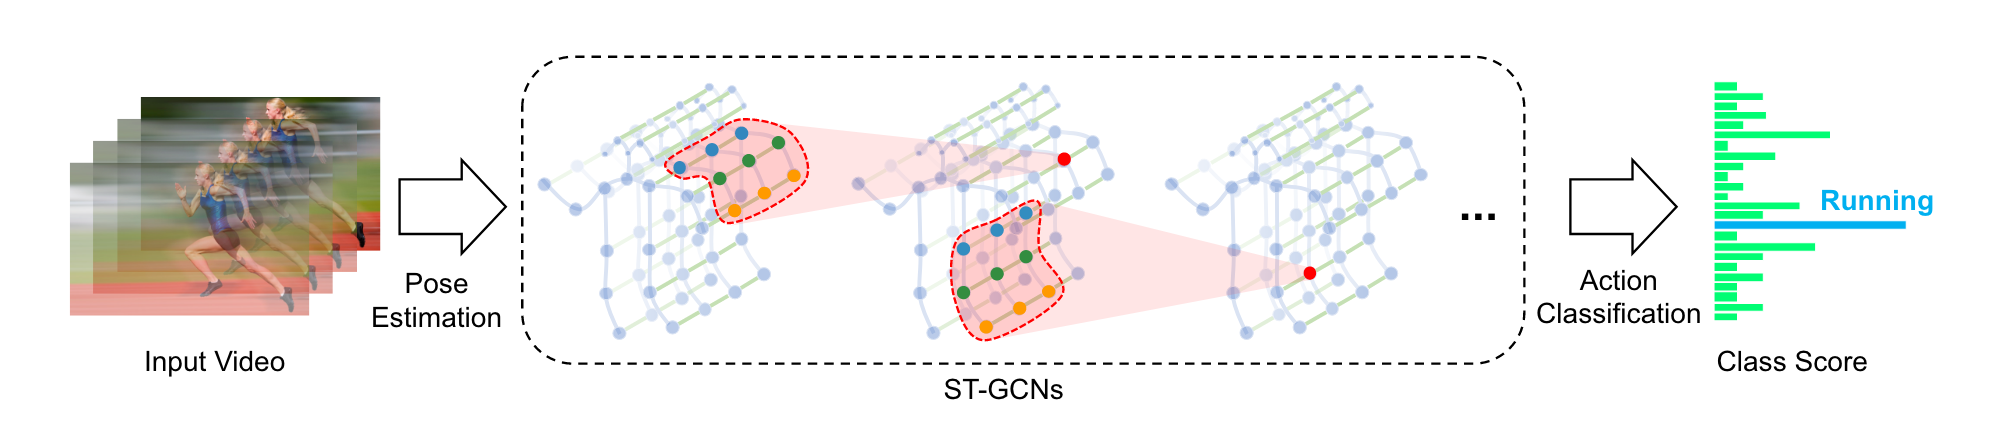 Input Video
Pose
Estimation
...
ST-GCNs
Action
Classification
Running
Class Score